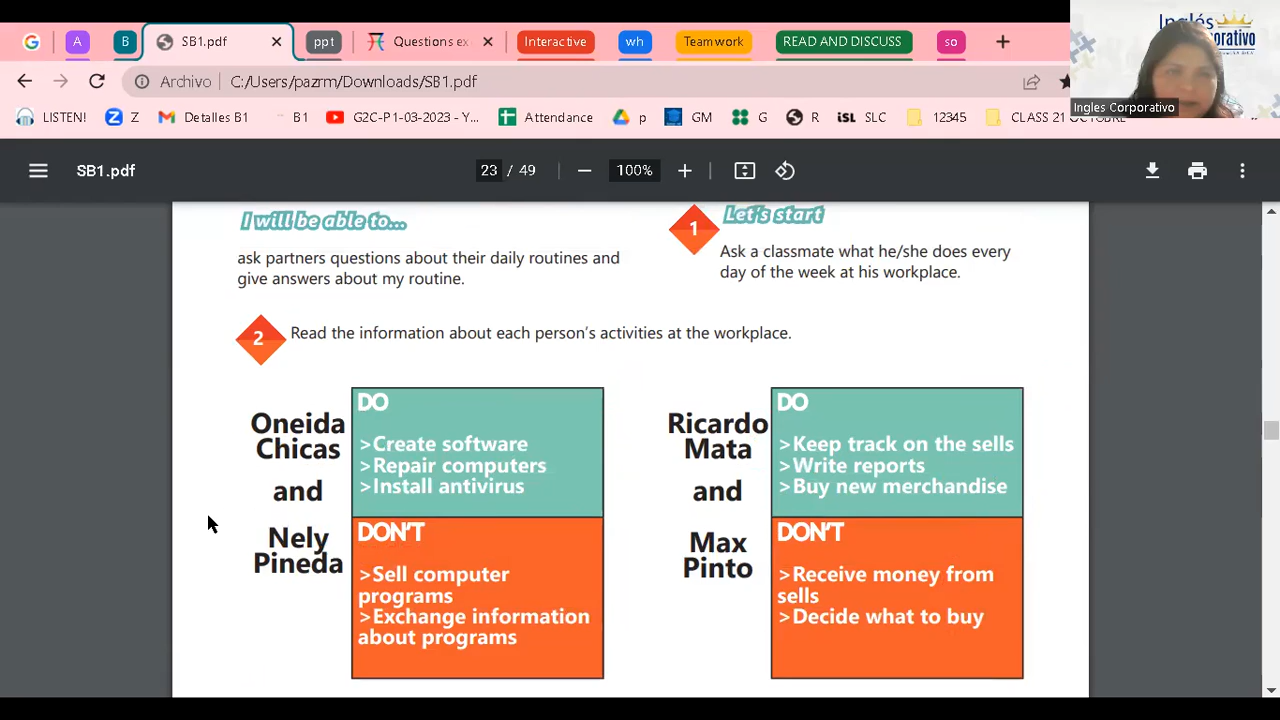 A
B
SB1.pdf
ppt
Questions ex
Interactive
wh
Teamwork
READ AND DISCUSS
so
Inglés
Corporativo
Archivo
C:/Users/pazrm/Downloads/SB1.pdf
Ingles Corporativo
LISTEN!
Z
Detalles B1
B1
G2C-P1-03-2023 - Y...
Attendance
p
GM
G
R
iSL
SLC
12345
CLASS 21 OCTUBRE
SB1.pdf
23 / 49
100%
I will be able to...
ask partners questions about their daily routines and
give answers about my routine.
1
Let's start
Ask a classmate what he/she does every
day of the week at his workplace.
2
Read the information about each person's activities at the workplace.
Oneida
Chicas
and
Nely
Pineda
DO
>Create software
>Repair computers
>Install antivirus
DON'T
>Sell computer
programs
>Exchange information
about programs
Ricardo
Mata
and
Max
Pinto
DO
>Keep track on the sells
>Write reports
>Buy new merchandise
DON'T
>Receive money from
sells
>Decide what to buy